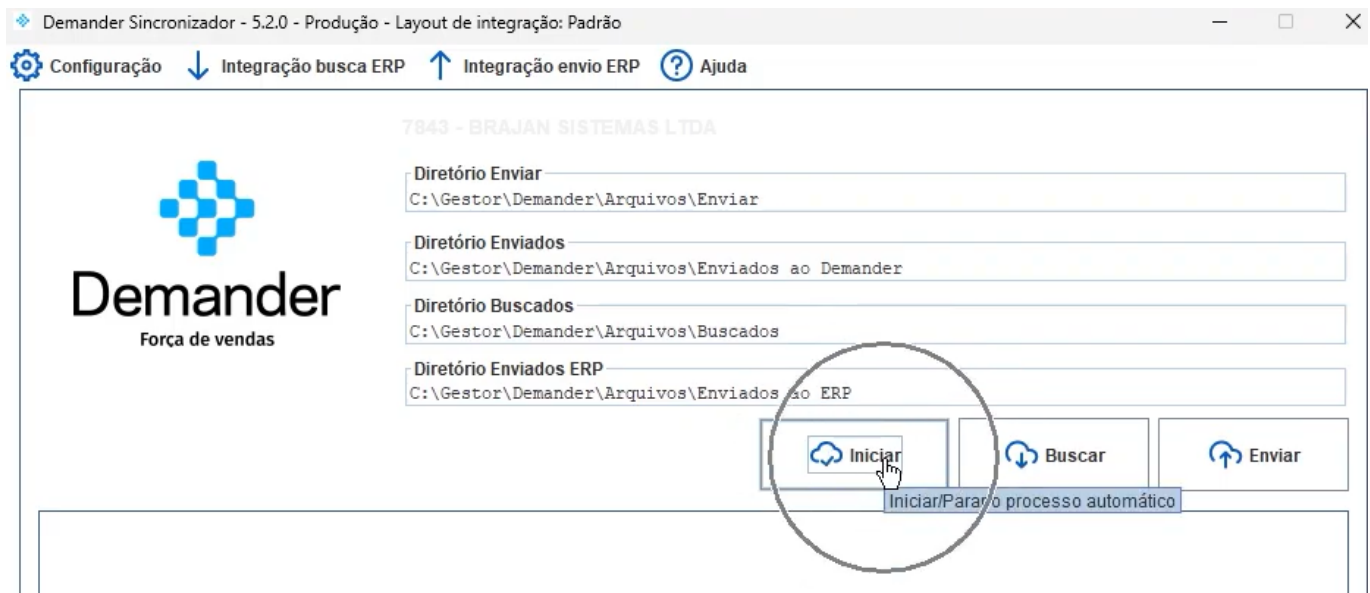 Demander Sincronizador - 5.2.0 - Produção - Layout de integração: Padrão
Configuração Integração busca ERP Integração envio ERP Ajuda
7843 - BRAJAN SISTEMAS LTDA
Demander
Força de vendas
Diretório Enviar
C:\Gestor\Demander\Arquivos\Enviar
Diretório Enviados
C:\Gestor\Demander\Arquivos\Enviados ao Demander
Diretório Buscados
C:\Gestor\Demander\Arquivos\Buscados
Diretório Enviados ERP
C:\Gestor\Demander\Arquivos\Enviados ao ERP
Iniciar Buscar Enviar
Iniciar/Parar o processo automático